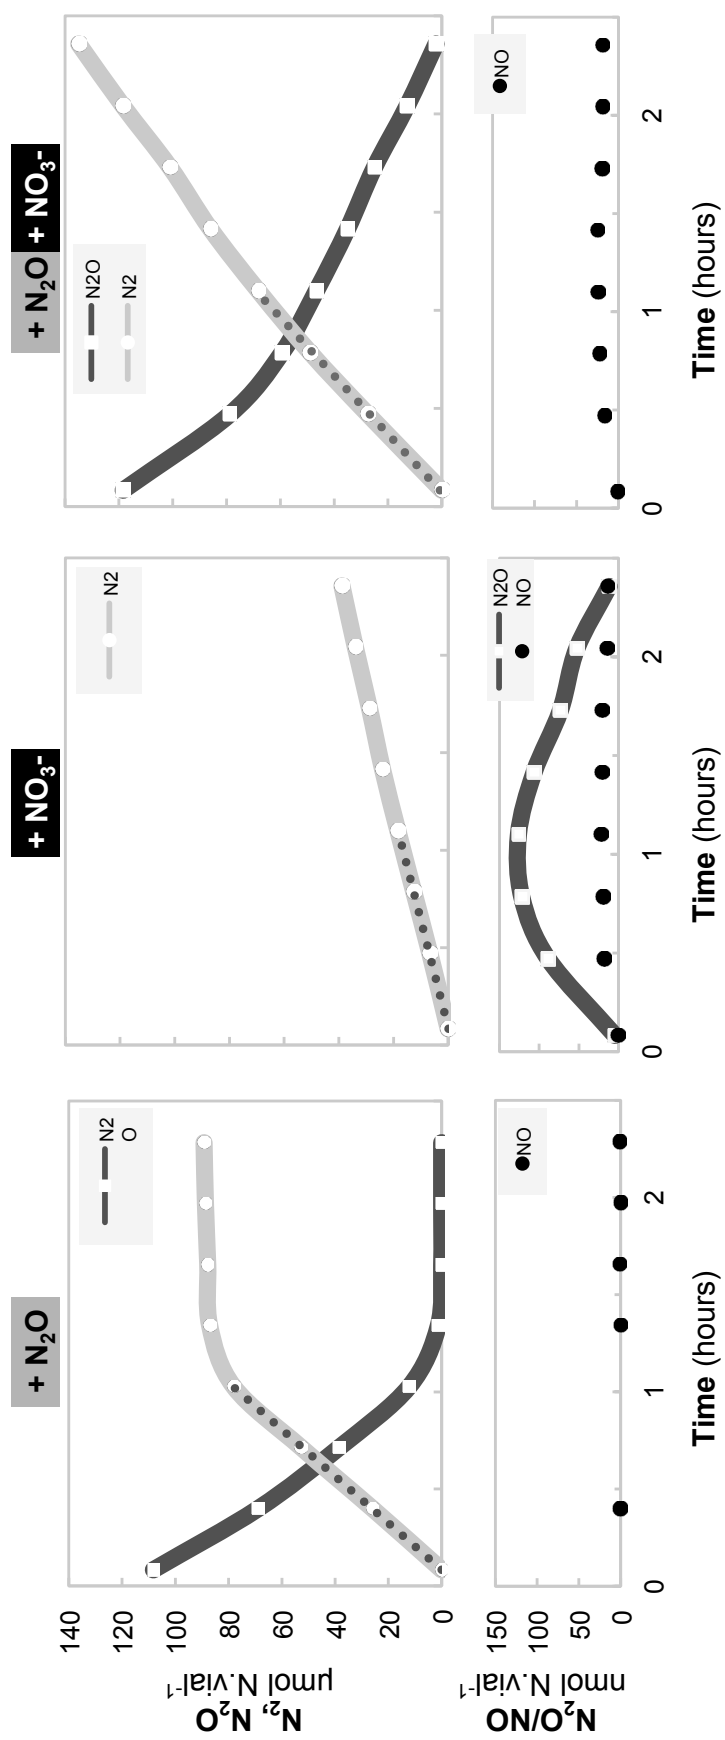 + N₂O
+ NO₃-
+ N₂O + NO₃-
N₂, N₂O
µmol N.vial⁻¹
140
120
100
80
60
40
20
0
N2
O
N2
N2O
N2
N₂O/NO
nmol N.vial⁻¹
150
100
50
0
NO
N2O
NO
NO
0
1
2
0
1
2
0
1
2
Time (hours)
Time (hours)
Time (hours)